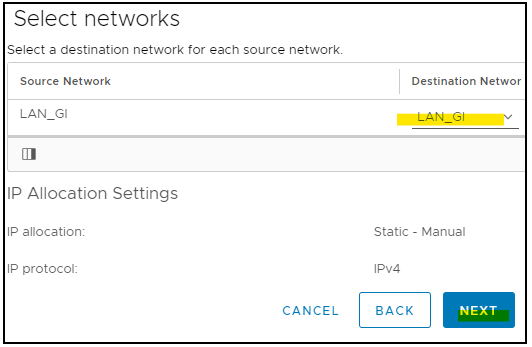 Select networks
Select a destination network for each source network.
Source Network Destination Networ
LAN_GI LAN_GI
IP Allocation Settings
IP allocation: Static - Manual
IP protocol: IPv4
CANCEL BACK NEXT